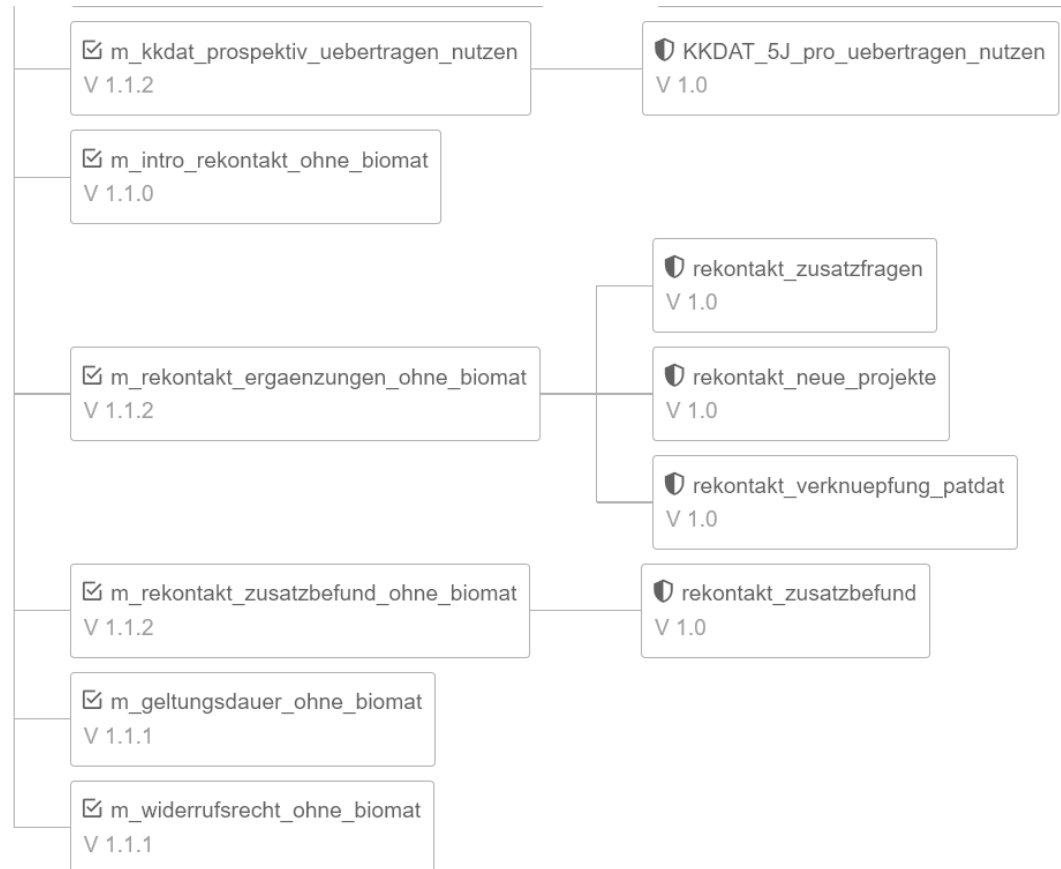 m_kkdat_prospektiv_uebertragen_nutzen
V 1.1.2
KKDAT_5J_pro_uebertragen_nutzen
V 1.0
m_intro_rekontakt_ohne_biomat
V 1.1.0
rekontakt_zusatzfragen
V 1.0
m_rekontakt_ergaenzungen_ohne_biomat
V 1.1.2
rekontakt_neue_projekte
V 1.0
rekontakt_verknuepfung_patdat
V 1.0
m_rekontakt_zusatzbefund_ohne_biomat
V 1.1.2
rekontakt_zusatzbefund
V 1.0
m_geltungsdauer_ohne_biomat
V 1.1.1
m_widerrufsrecht_ohne_biomat
V 1.1.1